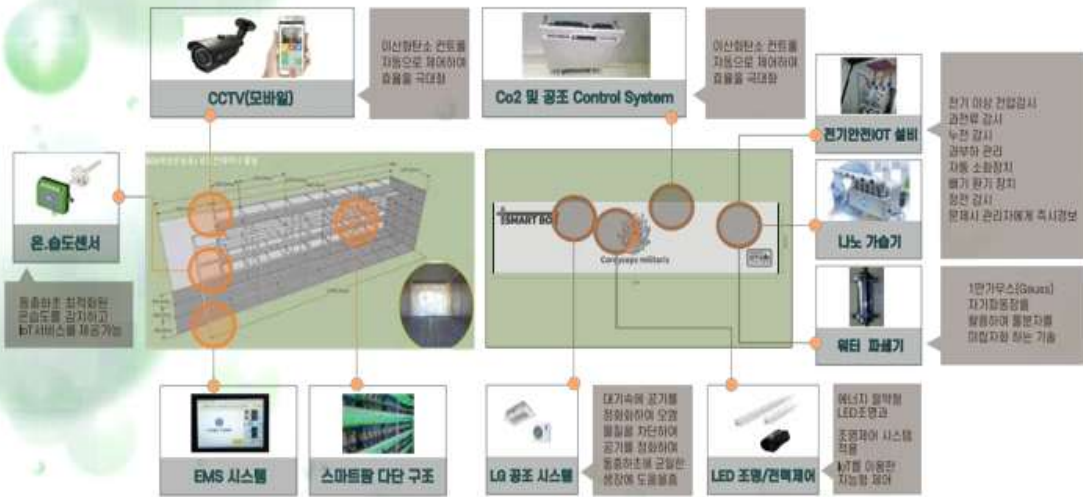 CCTV(모바일)
이산화탄소 컨트롤
자동으로 제어하여
효율을 극대화
Co2 및 공조 Control System
이산화탄소 컨트롤
자동으로 제어하여
효율을 극대화
전기안전IOT 설비
전기 이상 전압감시
과전류 감시
누전 감시
과부하 관리
자동 소화장치
배기 환기 장치
정전 감시
문제시 관리자에게 즉시경보
온.습도센서
동충하초 최적화된
온습도를 감지하고
IoT서비스를 제공가능
SMART BO
Cordyceps militaris
나노 가습기
워터 파쇄기
1만가우스(Gauss)
자기파동장을
활용하여 물분자를
미립자화 하는 기술
EMS 시스템
스마트팜 다단 구조
LG 공조 시스템
대기속에 공기를
정화하여 오염
물질을 차단하여
공기를 정화하여
동충하초에 균일한
생장에 도움을줌
LED 조명/전력제어
에너지 절약형
LED조명과
조명제어 시스템
적용
IoT를 이용한
지능형 제어